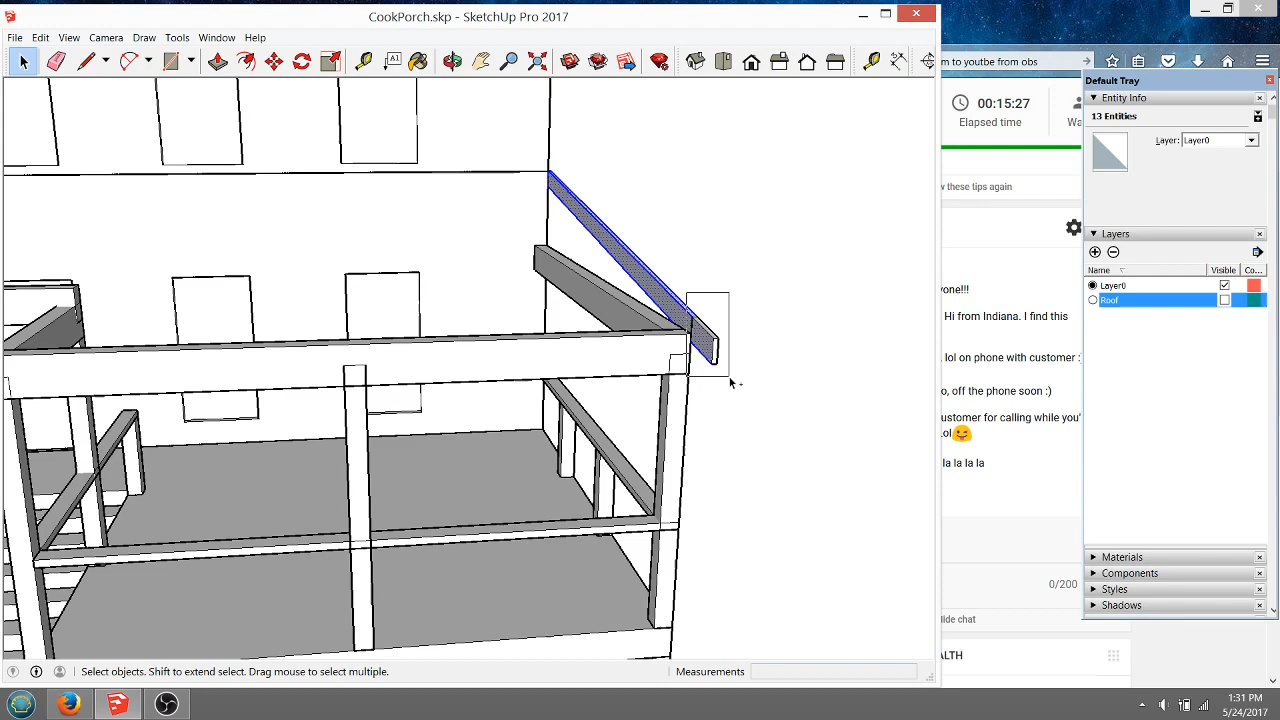 CookPorch.skp - SketchUp Pro 2017
File Edit View Camera Draw Tools Window Help
m to youtbe from obs
A1
Default Tray
Entity Info
13 Entities
Layer: Layer0
00:15:27
Elapsed time
Wa
w these tips again
Layers
Name Visible Co...
Layer0
Roof
yone!!!
Hi from Indiana. I find this
, lol on phone with customer :
o, off the phone soon :)
ustomer for calling while you'
Lol
la la la la
Materials
Components
Styles
Shadows
0/200
lide chat
ALTH
Select objects. Shift to extend select. Drag mouse to select multiple.
Measurements
1:31 PM
5/24/2017